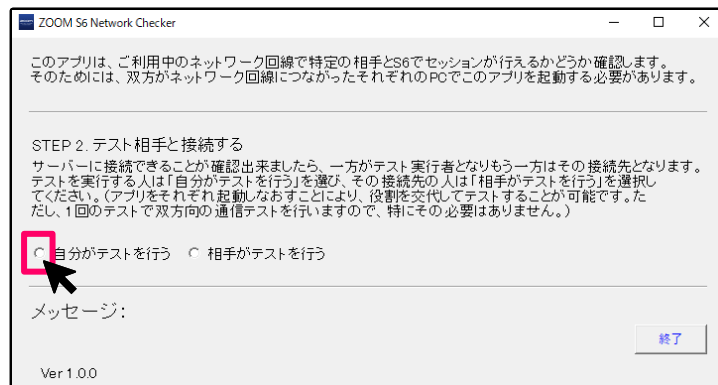 ZOOM S6 Network Checker
このアプリは、ご利用中のネットワーク回線で特定の相手とS6でセッションが行えるかどうか確認します。
そのためには、双方がネットワーク回線につながったそれぞれのPCでこのアプリを起動する必要があります。
STEP 2. テスト相手と接続する
サーバーに接続できることが確認出来ましたら、一方がテスト実行者となりもう一方はその接続先となります。
テストを実行する人は「自分がテストを行う」を選び、その接続先の人は「相手がテストを行う」を選択し
てください。（アプリをそれぞれ起動しなおすことにより、役割を交代してテストすることが可能です。た
だし、1回のテストで双方向の通信テストを行いますので、特にその必要はありません。）
自分がテストを行う 相手がテストを行う
メッセージ:
終了
Ver 1.0.0